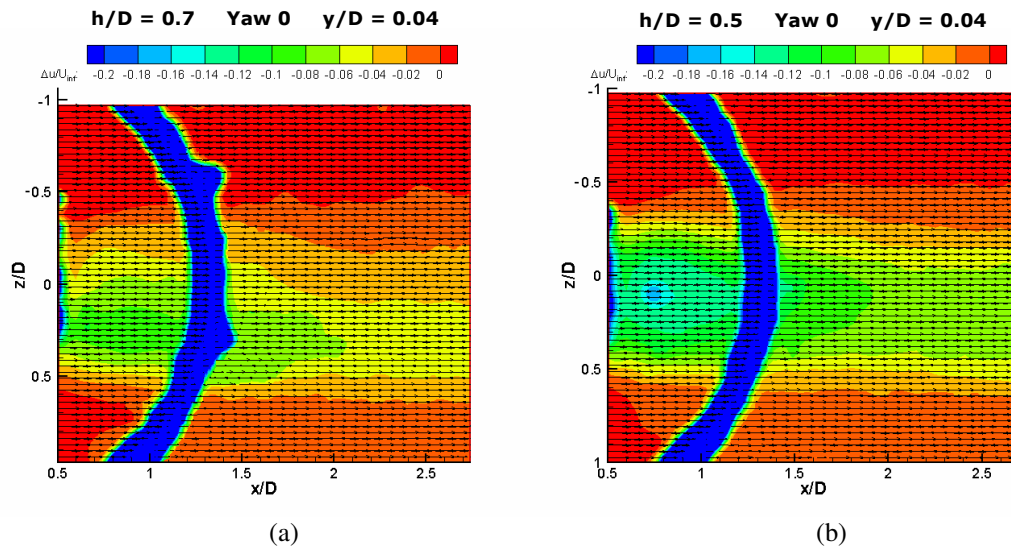 h/D = 0.7 Yaw 0 y/D = 0.04
Δu/U_inf: -0.2 -0.18 -0.16 -0.14 -0.12 -0.1 -0.08 -0.06 -0.04 -0.02 0
-1
-0.5
0
0.5
z/D
0.5 1 1.5 2 2.5
x/D
(a)
h/D = 0.5 Yaw 0 y/D = 0.04
Δu/U_inf: -0.2 -0.18 -0.16 -0.14 -0.12 -0.1 -0.08 -0.06 -0.04 -0.02 0
-1
-0.5
0
0.5
1
z/D
0.5 1 1.5 2 2.5
x/D
(b)